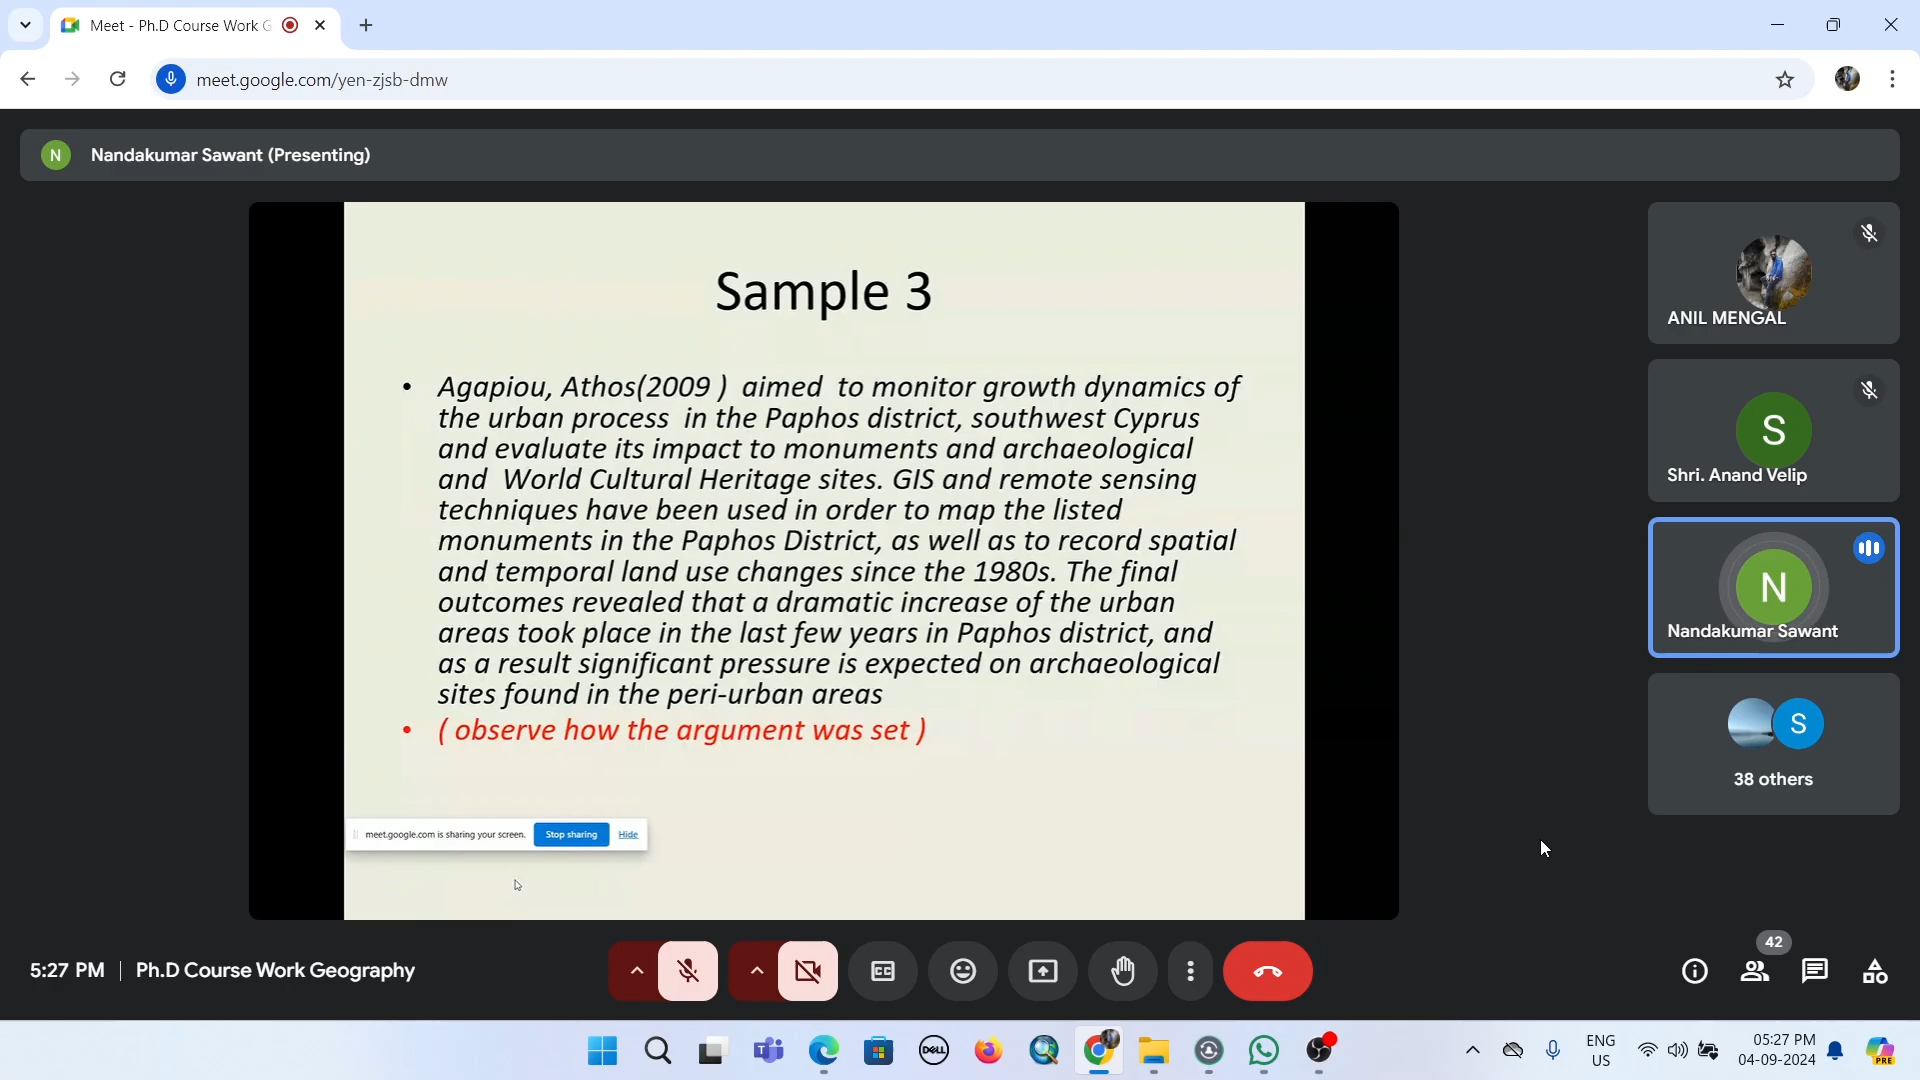 Meet - Ph.D Course Work G
meet.google.com/yen-zjsb-dmw
N Nandakumar Sawant (Presenting)
Sample 3
• Agapiou, Athos(2009 ) aimed to monitor growth dynamics of
the urban process in the Paphos district, southwest Cyprus
and evaluate its impact to monuments and archaeological
and World Cultural Heritage sites. GIS and remote sensing
techniques have been used in order to map the listed
monuments in the Paphos District, as well as to record spatial
and temporal land use changes since the 1980s. The final
outcomes revealed that a dramatic increase of the urban
areas took place in the last few years in Paphos district, and
as a result significant pressure is expected on archaeological
sites found in the peri-urban areas
• ( observe how the argument was set )
meet.google.com is sharing your screen. Stop sharing Hide
ANIL MENGAL
S
Shri. Anand Velip
N
Nandakumar Sawant
S
38 others
5:27 PM | Ph.D Course Work Geography
42
DELL
ENG
US
05:27 PM
04-09-2024
PRE